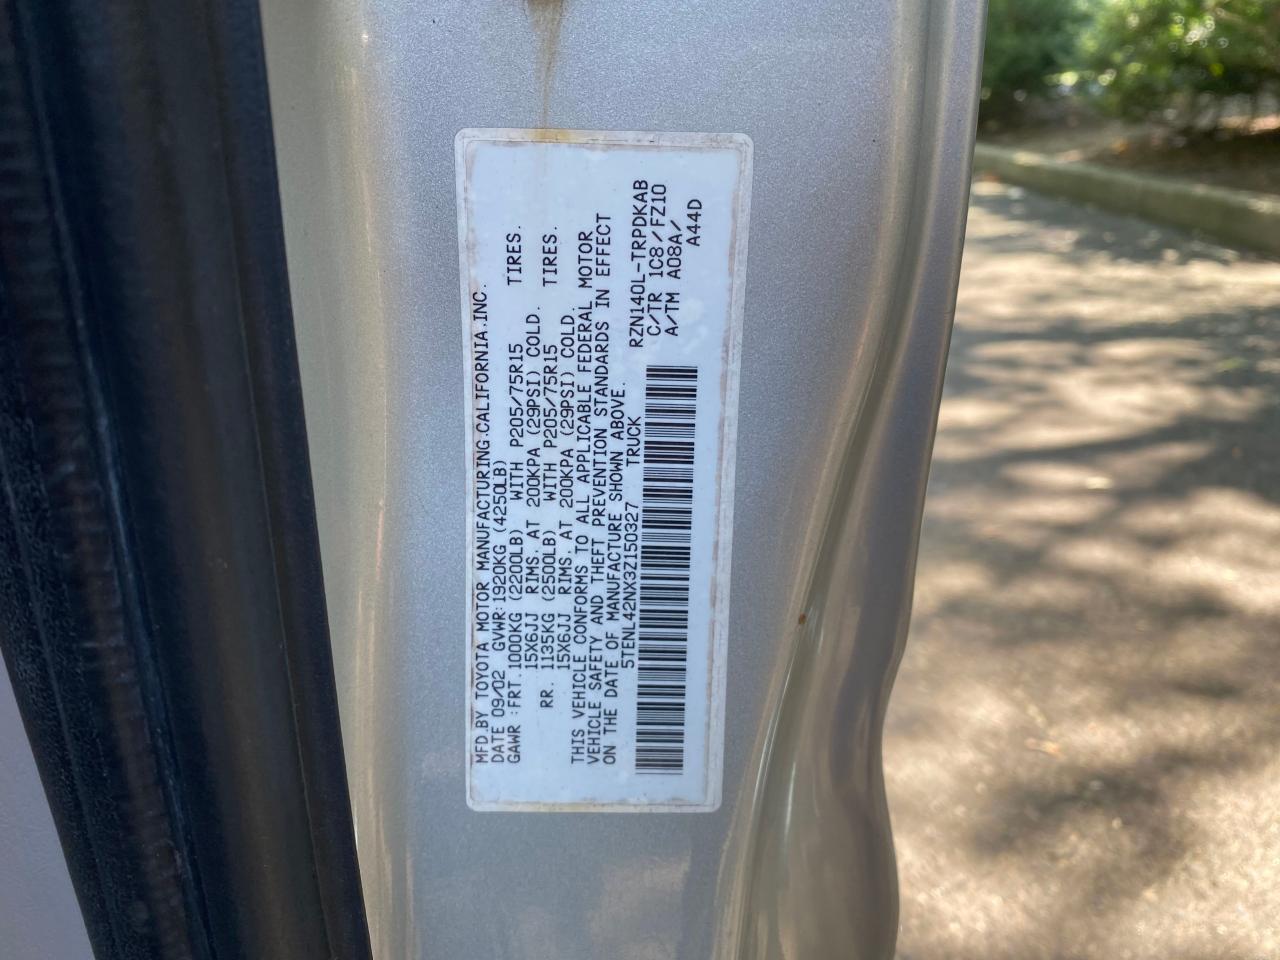 MFD.BY TOYOTA MOTOR MANUFACTURING.CALIFORNIA.INC.
DATE 09/02 GVWR:1920KG (4250LB)
GAWR :FRT.1000KG (2200LB) WITH P205/75R15 TIRES.
15X6JJ RIMS. AT 200KPA (29PSI) COLD.
RR. 1135KG (2500LB) WITH P205/75R15 TIRES.
15X6JJ RIMS. AT 200KPA (29PSI) COLD.
THIS VEHICLE CONFORMS TO ALL APPLICABLE FEDERAL MOTOR
VEHICLE SAFETY AND THEFT PREVENTION STANDARDS IN EFFECT
ON THE DATE OF MANUFACTURE SHOWN ABOVE.
5TENL42NX3Z150327 TRUCK
RZN140L-TRPDKAB
C/TR 1C8/FZ10
A/TM A08A/
A44D